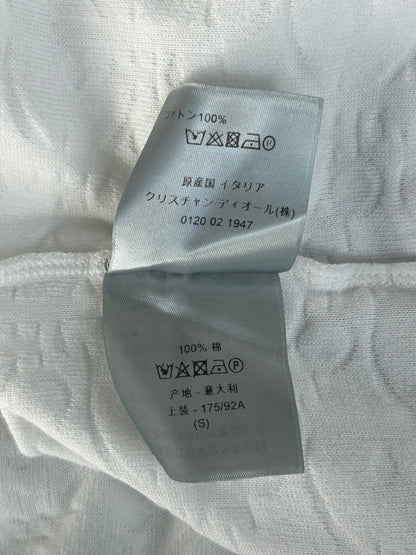 コットン100%
原産国 イタリア
クリスチャン ディオール(株)
0120 02 1947
100% 棉
P
产地 - 意大利
上装 - 175/92A
(S)